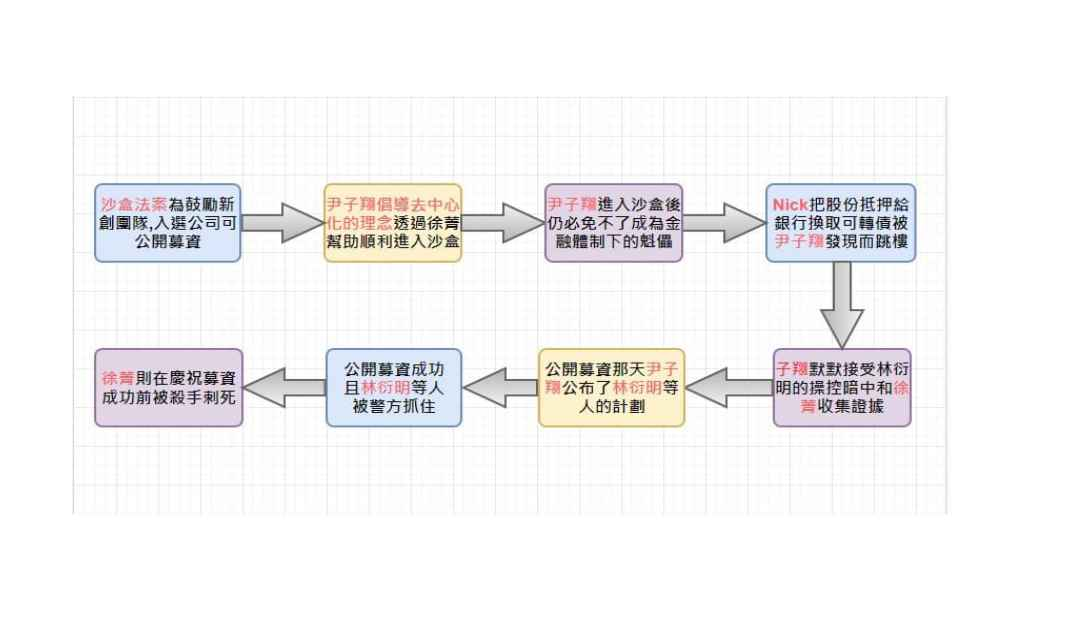 沙盒法案為鼓勵新
創團隊,入選公司可
公開募資
尹子翔倡導去中心
化的理念透過徐菁
幫助順利進入沙盒
尹子翔進入沙盒後
仍必免不了成為金
融體制下的魁儡
Nick把股份抵押給
銀行換取可轉債被
尹子翔發現而跳樓
子翔默默接受林衍
明的操控暗中和徐
菁收集證據
公開募資那天尹子
翔公布了林衍明等
人的計劃
公開募資成功
且林衍明等人
被警方抓住
徐菁則在慶祝募資
成功前被殺手刺死